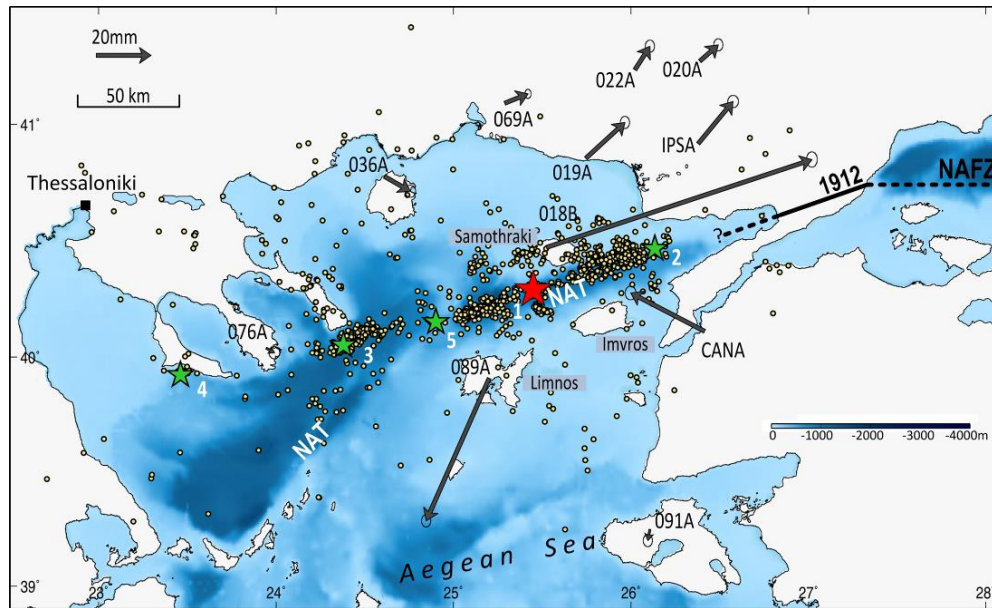 20mm
50 km
41°
Thessaloniki
036A
069A
022A
020A
019A
IPSA
1912
NAFZ
018B
Samothraki
?
2
1
NAT
076A
5
3
Imvros
CANA
40°
4
089A
Limnos
NAT
0
-1000
-2000
-3000
-4000m
091A
Aegean Sea
39°
23°
24°
25°
26°
27°
28